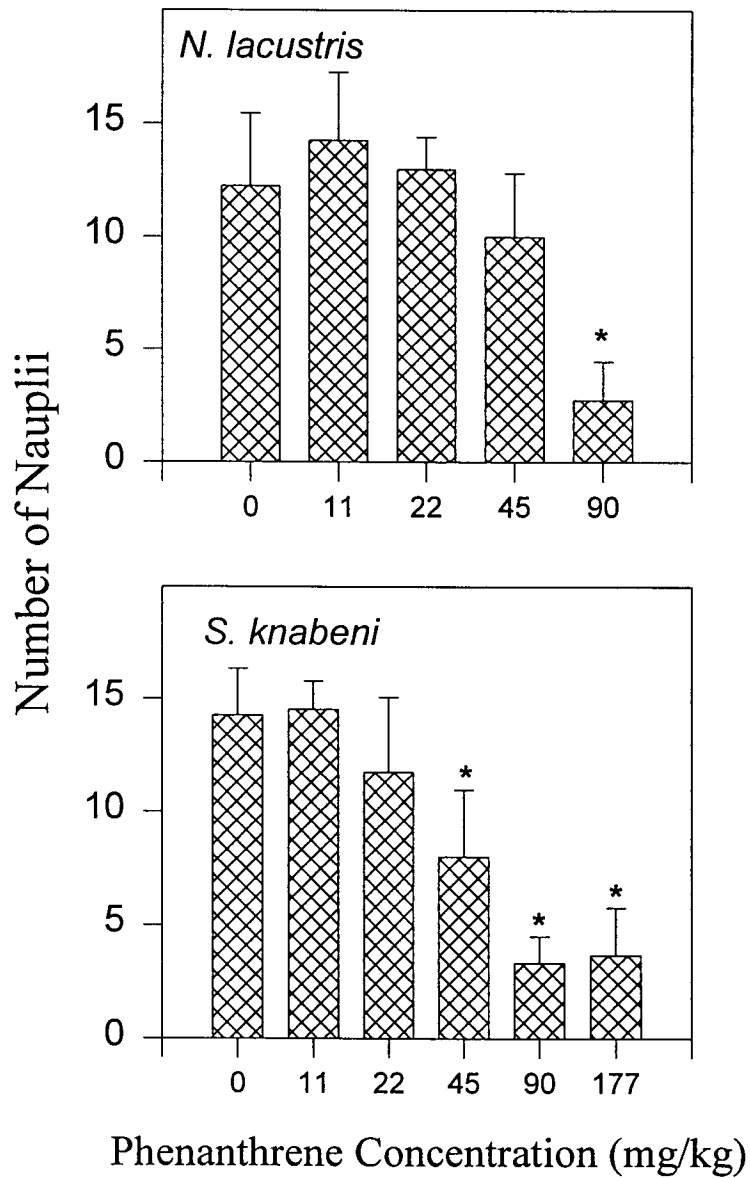 Number of Nauplii
N. lacustris
15
10
5
0
*
0 11 22 45 90
S. knabeni
15
10
5
0
* * *
0 11 22 45 90 177
Phenanthrene Concentration (mg/kg)